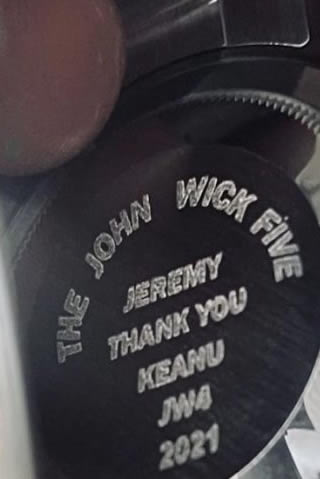 THE JOHN WICK FIVE
JEREMY
THANK YOU
KEANU
JW4
2021